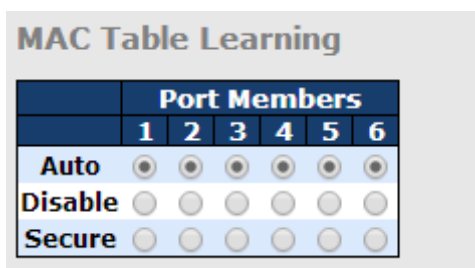 MAC Table Learning
Port Members
1 2 3 4 5 6
Auto
Disable
Secure